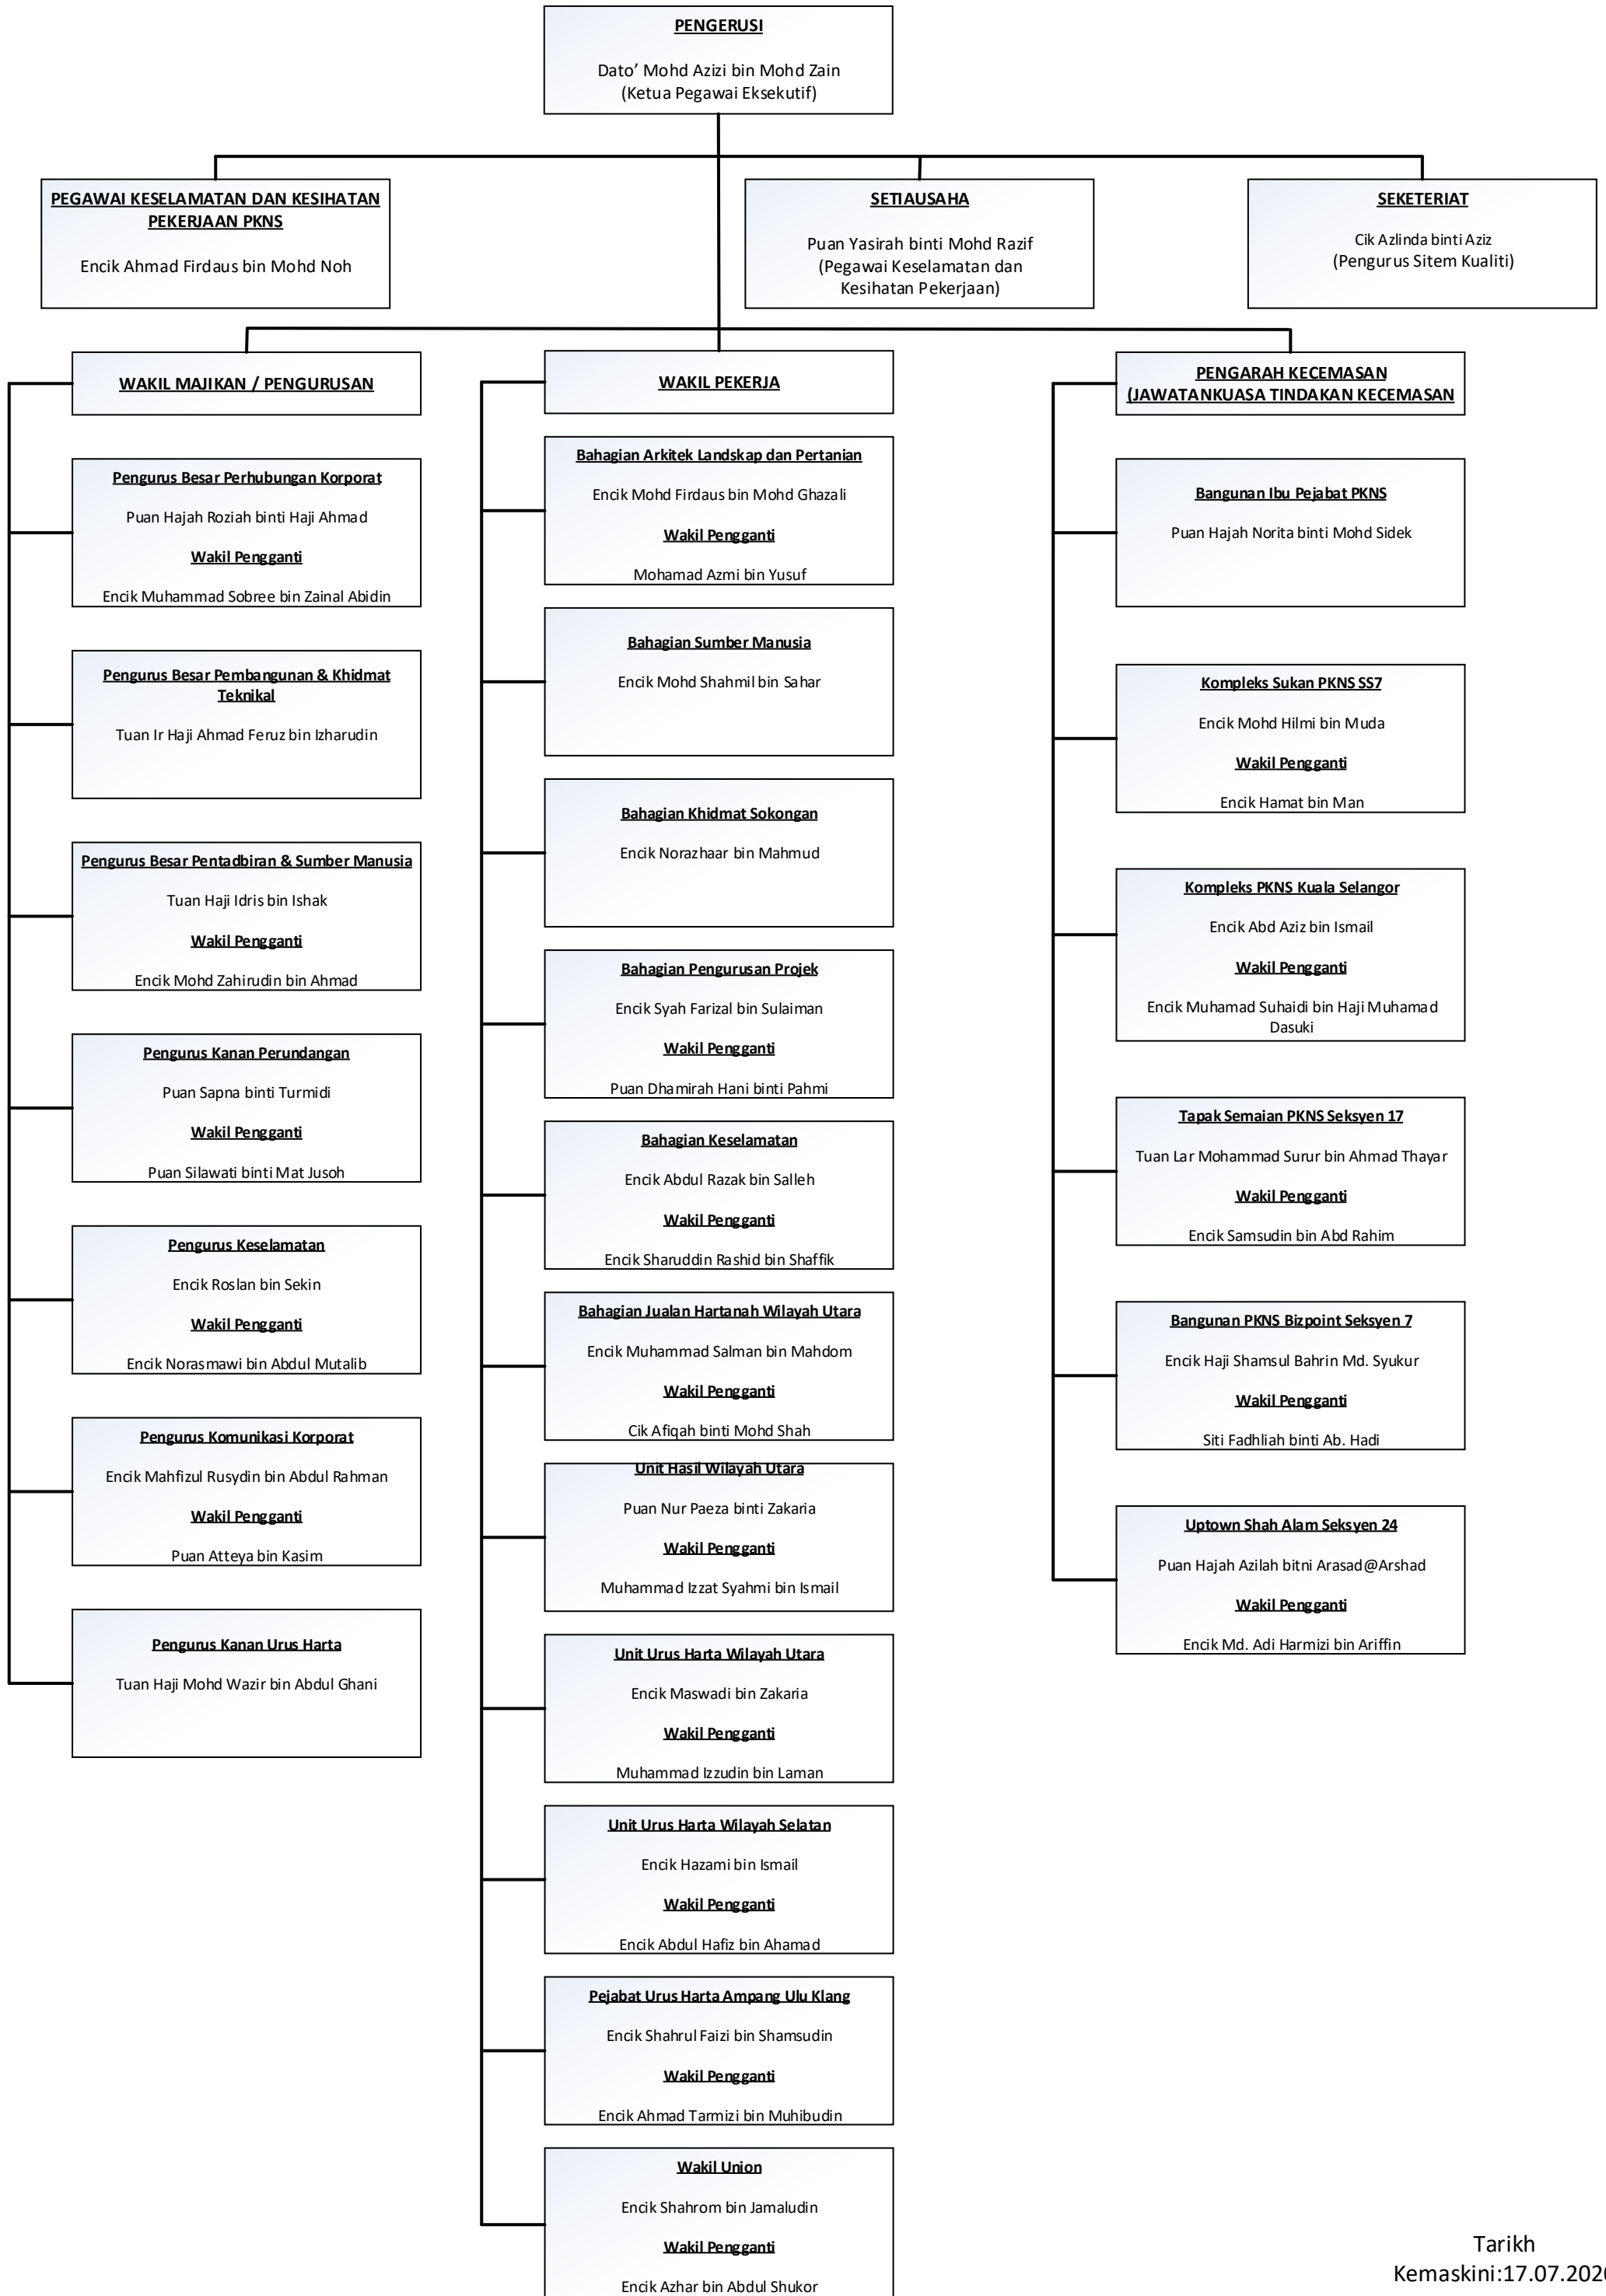 PENGERUSI
Dato’ Mohd Azizi bin Mohd Zain
(Ketua Pegawai Eksekutif)
PEGAWAI KESELAMATAN DAN KESIHATAN
PEKERJAAN PKNS
Encik Ahmad Firdaus bin Mohd Noh
SETIAUSAHA
Puan Yasirah binti Mohd Razif
(Pegawai Keselamatan dan
Kesihatan Pekerjaan)
SEKETERIAT
Cik Azlinda binti Aziz
(Pengurus Sitem Kualiti)
WAKIL MAJIKAN / PENGURUSAN
Pengurus Besar Perhubungan Korporat
Puan Hajah Roziah binti Haji Ahmad
Wakil Pengganti
Encik Muhammad Sobree bin Zainal Abidin
Pengurus Besar Pembangunan & Khidmat
Teknikal
Tuan Ir Haji Ahmad Feruz bin Izharudin
Pengurus Besar Pentadbiran & Sumber Manusia
Tuan Haji Idris bin Ishak
Wakil Pengganti
Encik Mohd Zahirudin bin Ahmad
Pengurus Kanan Perundangan
Puan Sapna binti Turmidi
Wakil Pengganti
Puan Silawati binti Mat Jusoh
Pengurus Keselamatan
Encik Roslan bin Sekin
Wakil Pengganti
Encik Norasmawi bin Abdul Mutalib
Pengurus Komunikasi Korporat
Encik Mahfizul Rusydin bin Abdul Rahman
Wakil Pengganti
Puan Atteya bin Kasim
Pengurus Kanan Urus Harta
Tuan Haji Mohd Wazir bin Abdul Ghani
WAKIL PEKERJA
Bahagian Arkitek Landskap dan Pertanian
Encik Mohd Firdaus bin Mohd Ghazali
Wakil Pengganti
Mohamad Azmi bin Yusuf
Bahagian Sumber Manusia
Encik Mohd Shahmil bin Sahar
Bahagian Khidmat Sokongan
Encik Norazhaar bin Mahmud
Bahagian Pengurusan Projek
Encik Syah Farizal bin Sulaiman
Wakil Pengganti
Puan Dhamirah Hani binti Pahmi
Bahagian Keselamatan
Encik Abdul Razak bin Salleh
Wakil Pengganti
Encik Sharuddin Rashid bin Shaffik
Bahagian Jualan Hartanah Wilayah Utara
Encik Muhammad Salman bin Mahdom
Wakil Pengganti
Cik Afiqah binti Mohd Shah
Unit Hasil Wilayah Utara
Puan Nur Paeza binti Zakaria
Wakil Pengganti
Muhammad Izzat Syahmi bin Ismail
Unit Urus Harta Wilayah Utara
Encik Maswadi bin Zakaria
Wakil Pengganti
Muhammad Izzudin bin Laman
Unit Urus Harta Wilayah Selatan
Encik Hazami bin Ismail
Wakil Pengganti
Encik Abdul Hafiz bin Ahamad
Pejabat Urus Harta Ampang Ulu Klang
Encik Shahrul Faizi bin Shamsudin
Wakil Pengganti
Encik Ahmad Tarmizi bin Muhibudin
Wakil Union
Encik Shahrom bin Jamaludin
Wakil Pengganti
Encik Azhar bin Abdul Shukor
PENGARAH KECEMASAN
(JAWATANKUASA TINDAKAN KECEMASAN
Bangunan Ibu Pejabat PKNS
Puan Hajah Norita binti Mohd Sidek
Kompleks Sukan PKNS SS7
Encik Mohd Hilmi bin Muda
Wakil Pengganti
Encik Hamat bin Man
Kompleks PKNS Kuala Selangor
Encik Abd Aziz bin Ismail
Wakil Pengganti
Encik Muhamad Suhaidi bin Haji Muhamad
Dasuki
Tapak Semaian PKNS Seksyen 17
Tuan Lar Mohammad Surur bin Ahmad Thayar
Wakil Pengganti
Encik Samsudin bin Abd Rahim
Bangunan PKNS Bizpoint Seksyen 7
Encik Haji Shamsul Bahrin Md. Syukur
Wakil Pengganti
Siti Fadhliah binti Ab. Hadi
Uptown Shah Alam Seksyen 24
Puan Hajah Azilah bitni Arasad@Arshad
Wakil Pengganti
Encik Md. Adi Harmizi bin Ariffin
Tarikh
Kemaskini:17.07.2020